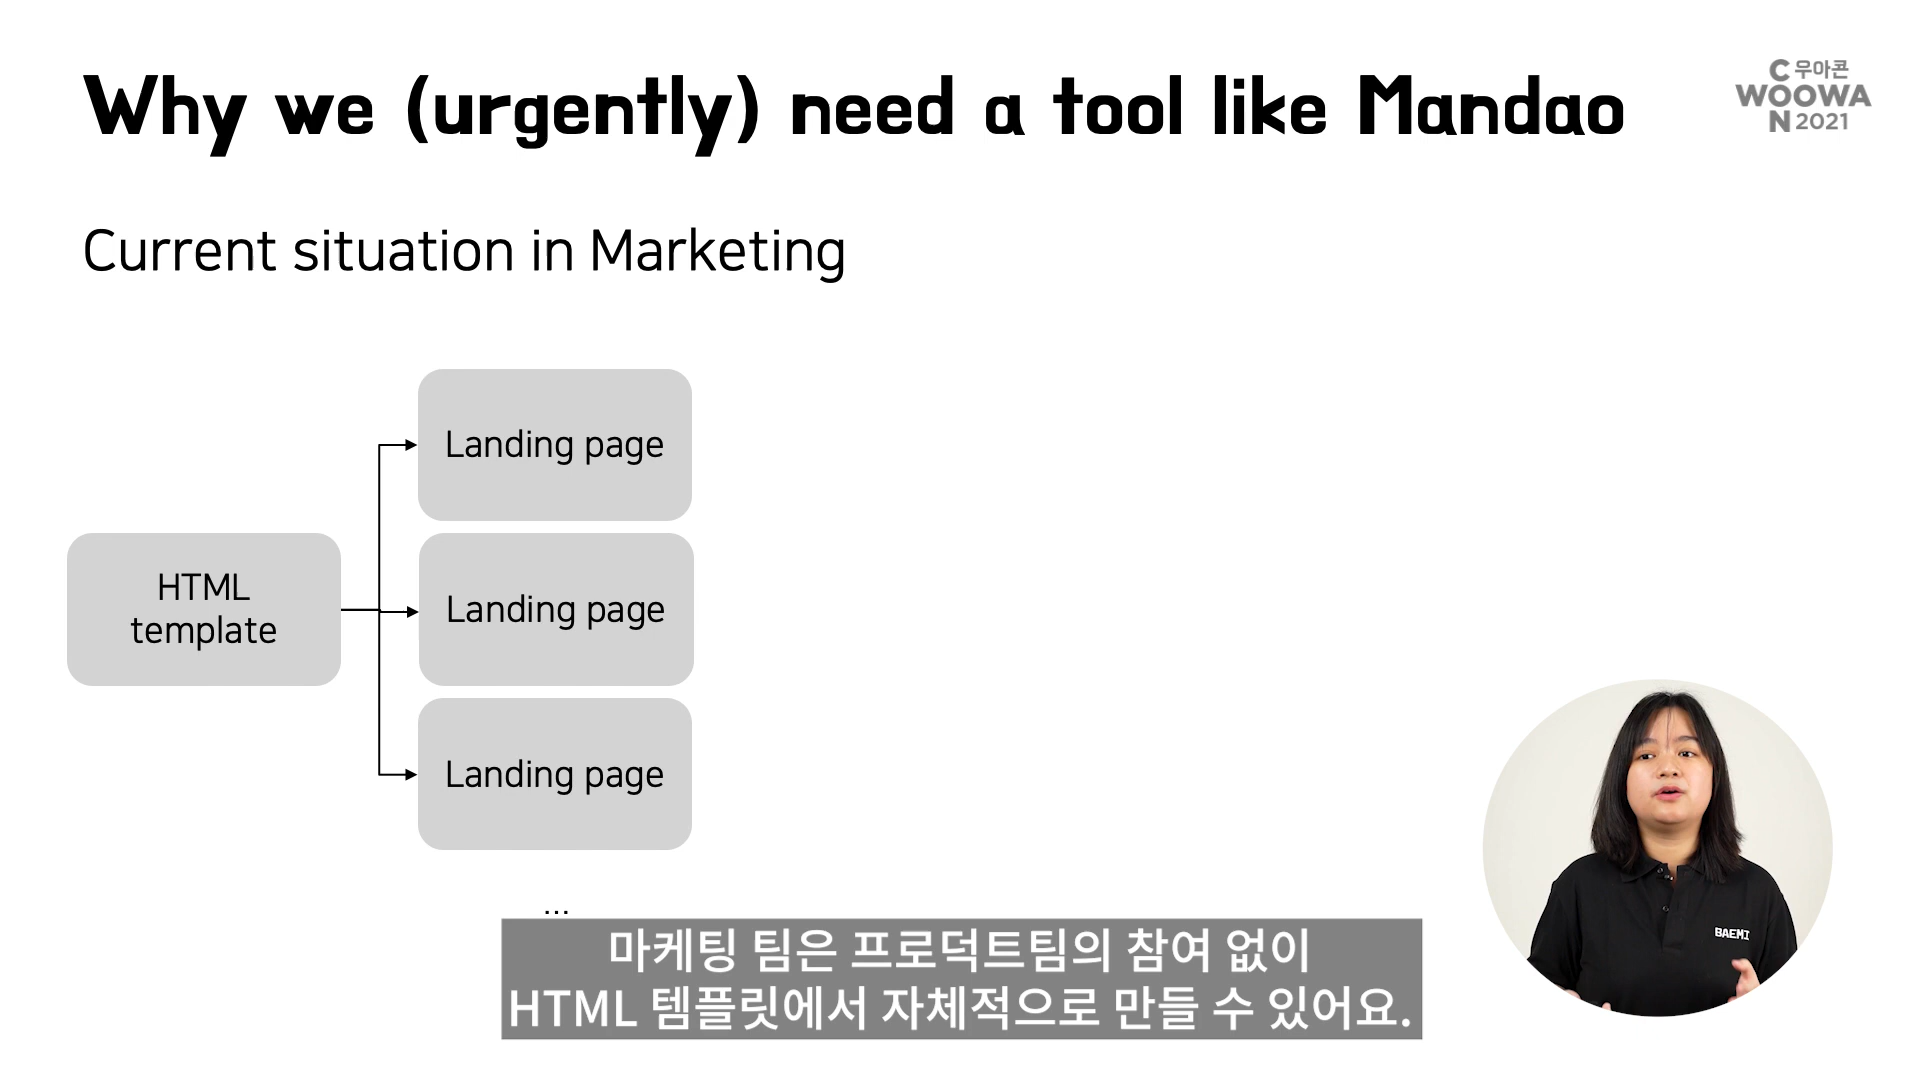 Why we (urgently) need a tool like Mandao
C 우아콘
WOOWA
N 2021
Current situation in Marketing
Landing page
HTML
template
Landing page
Landing page
...
BAEMI
마케팅 팀은 프로덕트팀의 참여 없이
HTML 템플릿에서 자체적으로 만들 수 있어요.